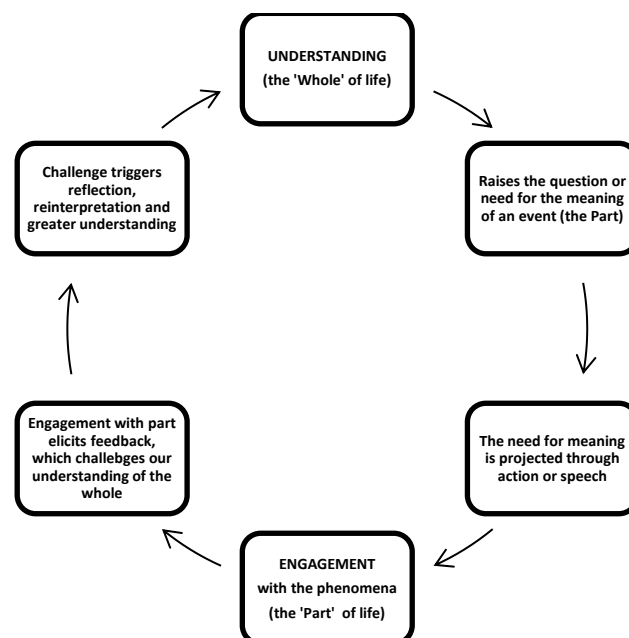 UNDERSTANDING
(the 'Whole' of life)
Raises the question or
need for the meaning
of an event (the Part)
The need for meaning
is projected through
action or speech
ENGAGEMENT
with the phenomena
(the 'Part' of life)
Engagement with part
elicits feedback,
which challebges our
understanding of the
whole
Challenge triggers
reflection,
reinterpretation and
greater understanding